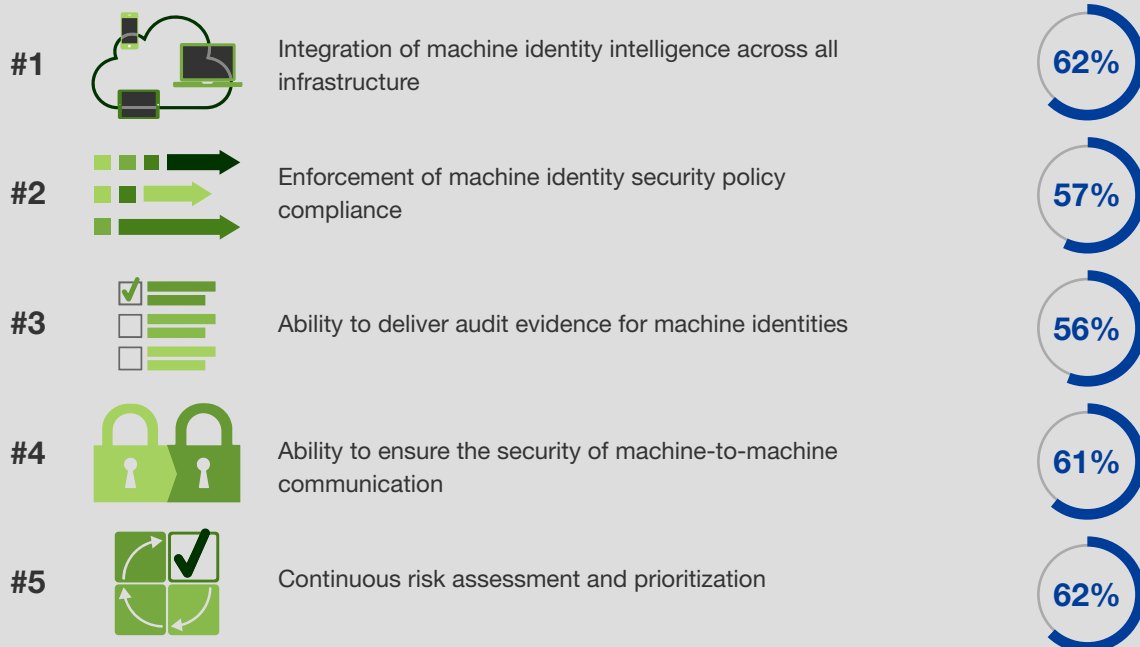 #1
Integration of machine identity intelligence across all
infrastructure
62%
#2
Enforcement of machine identity security policy
compliance
57%
#3
Ability to deliver audit evidence for machine identities
56%
#4
Ability to ensure the security of machine-to-machine
communication
61%
#5
Continuous risk assessment and prioritization
62%